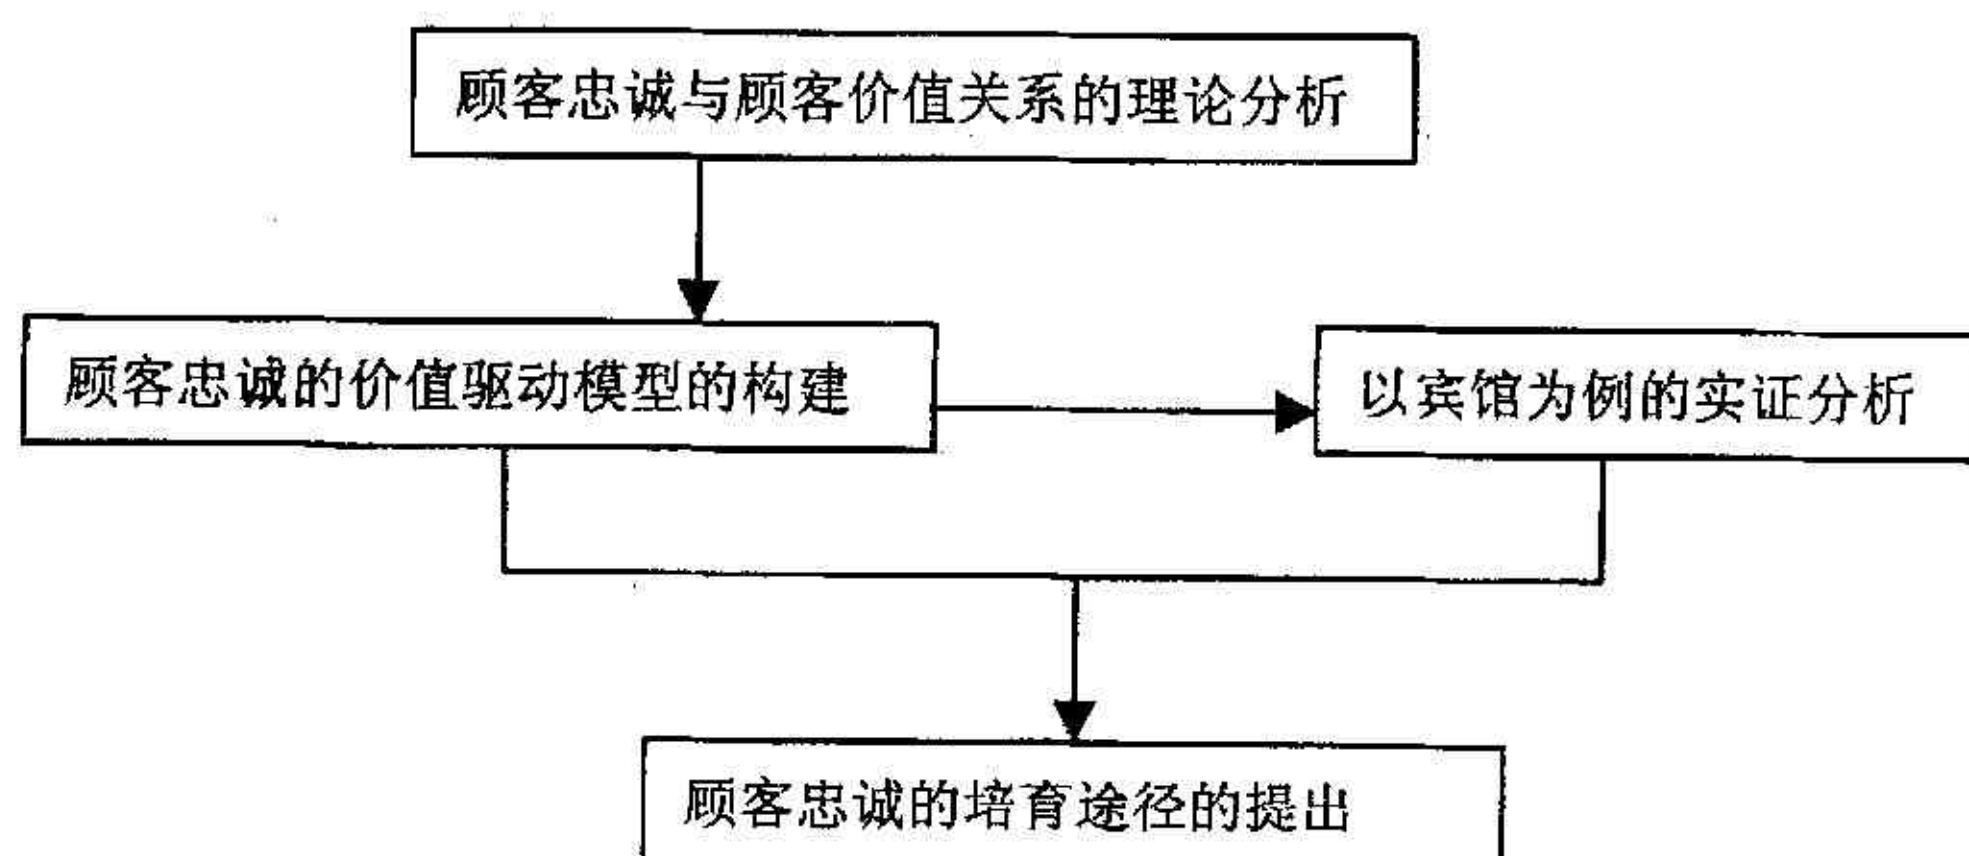 顾客忠诚与顾客价值关系的理论分析
顾客忠诚的价值驱动模型的构建
以宾馆为例的实证分析
顾客忠诚的培育途径的提出